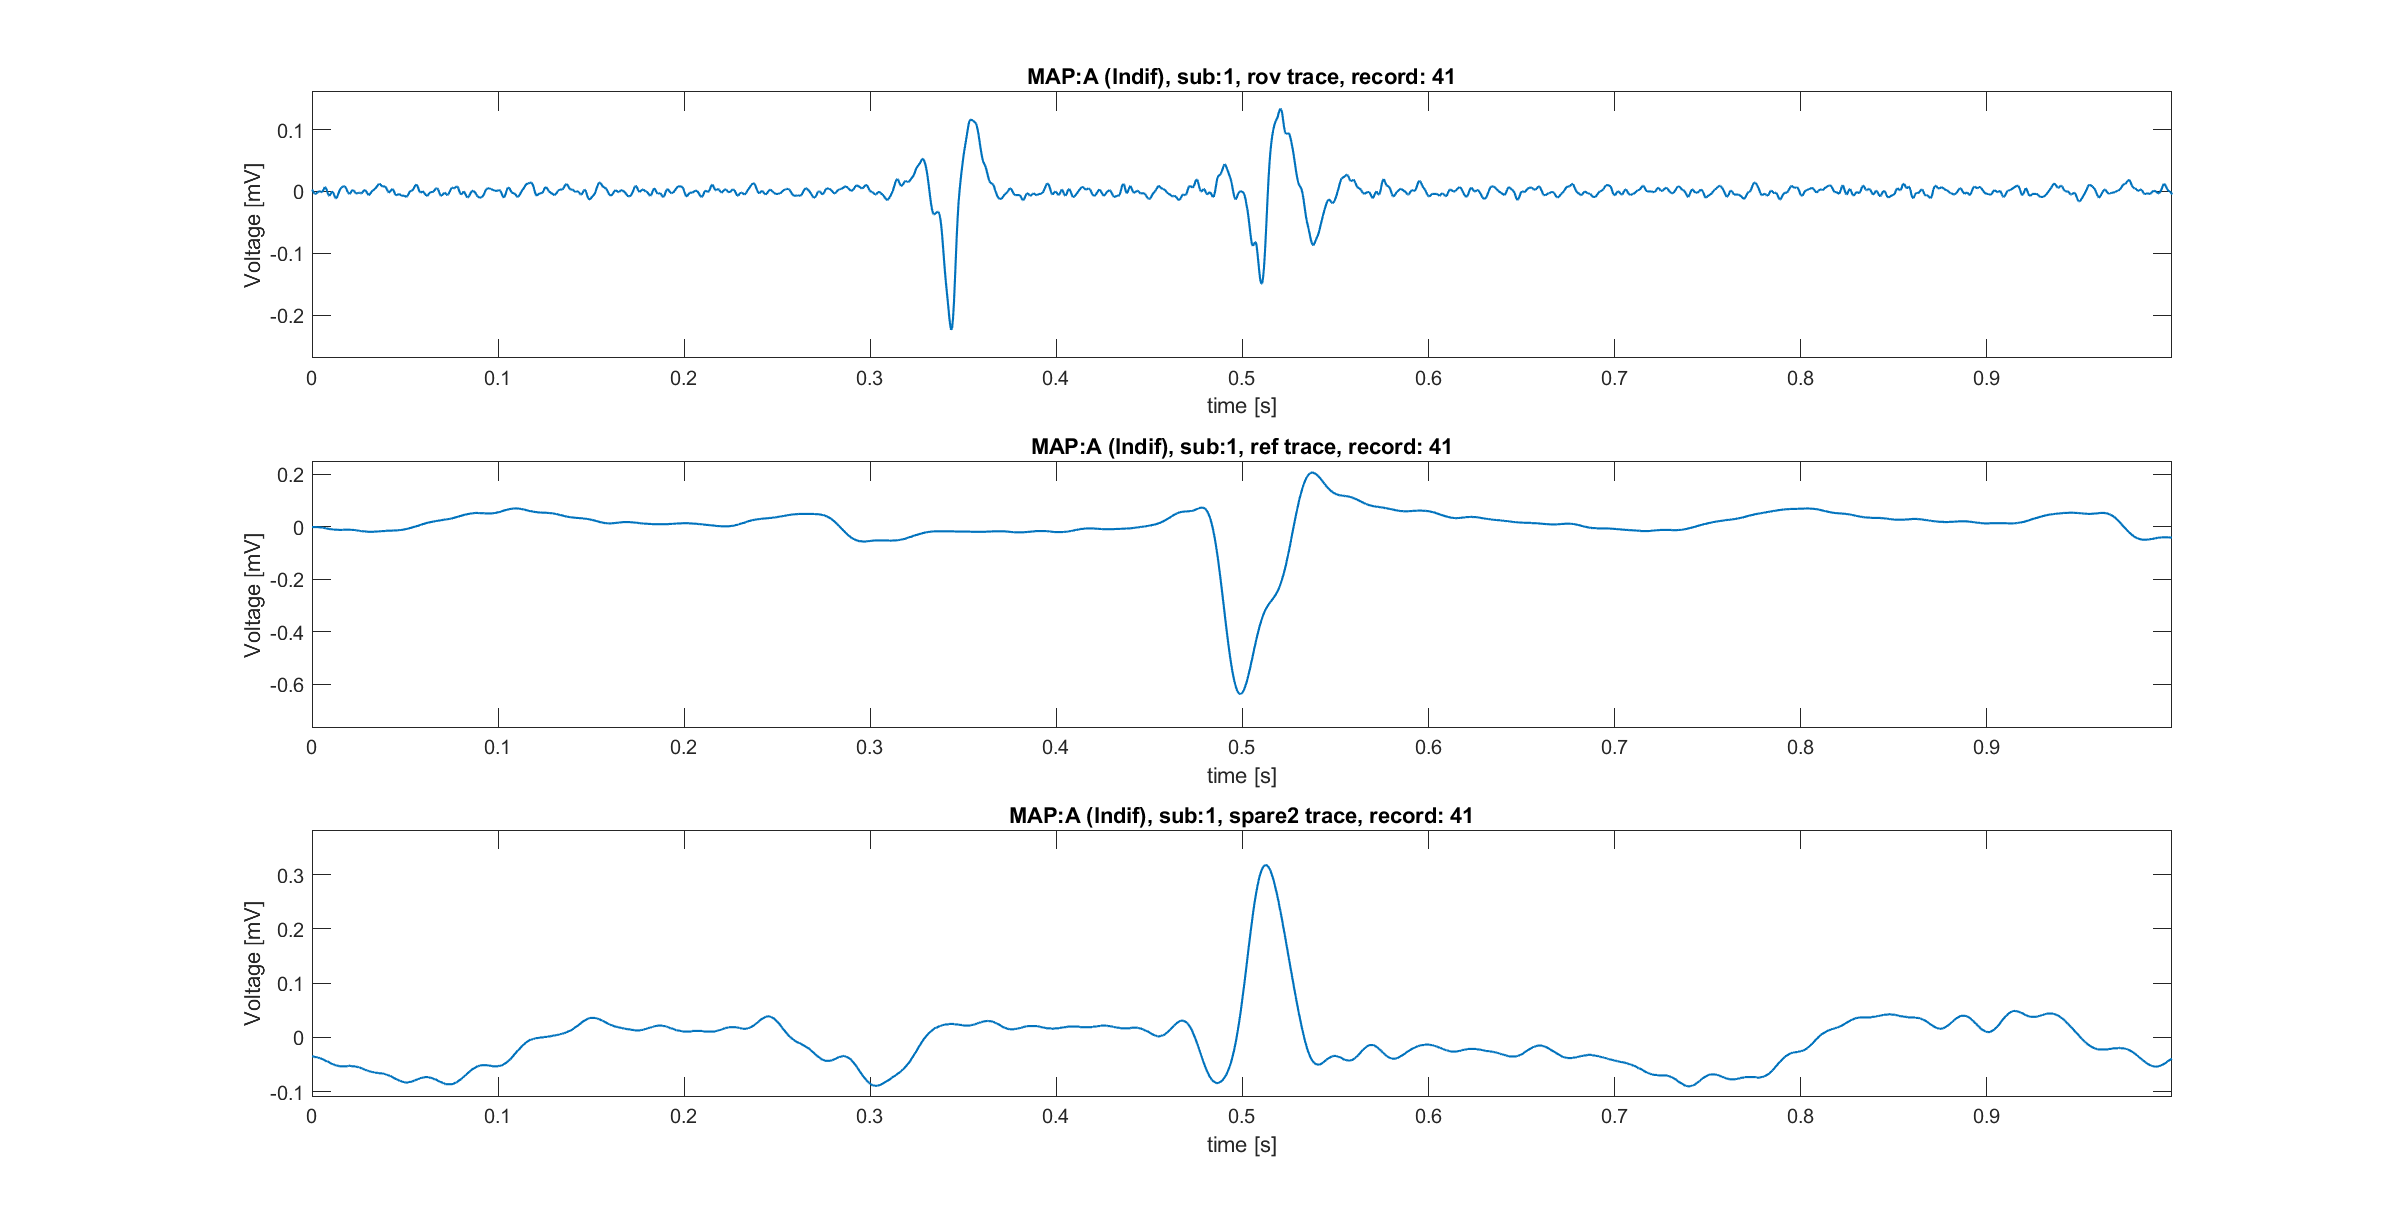 MAP:A (Indif), sub:1, rov trace, record: 41
0.1
0
-0.1
-0.2
Voltage [mV]
0 0.1 0.2 0.3 0.4 0.5 0.6 0.7 0.8 0.9
time [s]
MAP:A (Indif), sub:1, ref trace, record: 41
0.2
0
-0.2
-0.4
-0.6
Voltage [mV]
0 0.1 0.2 0.3 0.4 0.5 0.6 0.7 0.8 0.9
time [s]
MAP:A (Indif), sub:1, spare2 trace, record: 41
0.3
0.2
0.1
0
-0.1
Voltage [mV]
0 0.1 0.2 0.3 0.4 0.5 0.6 0.7 0.8 0.9
time [s]